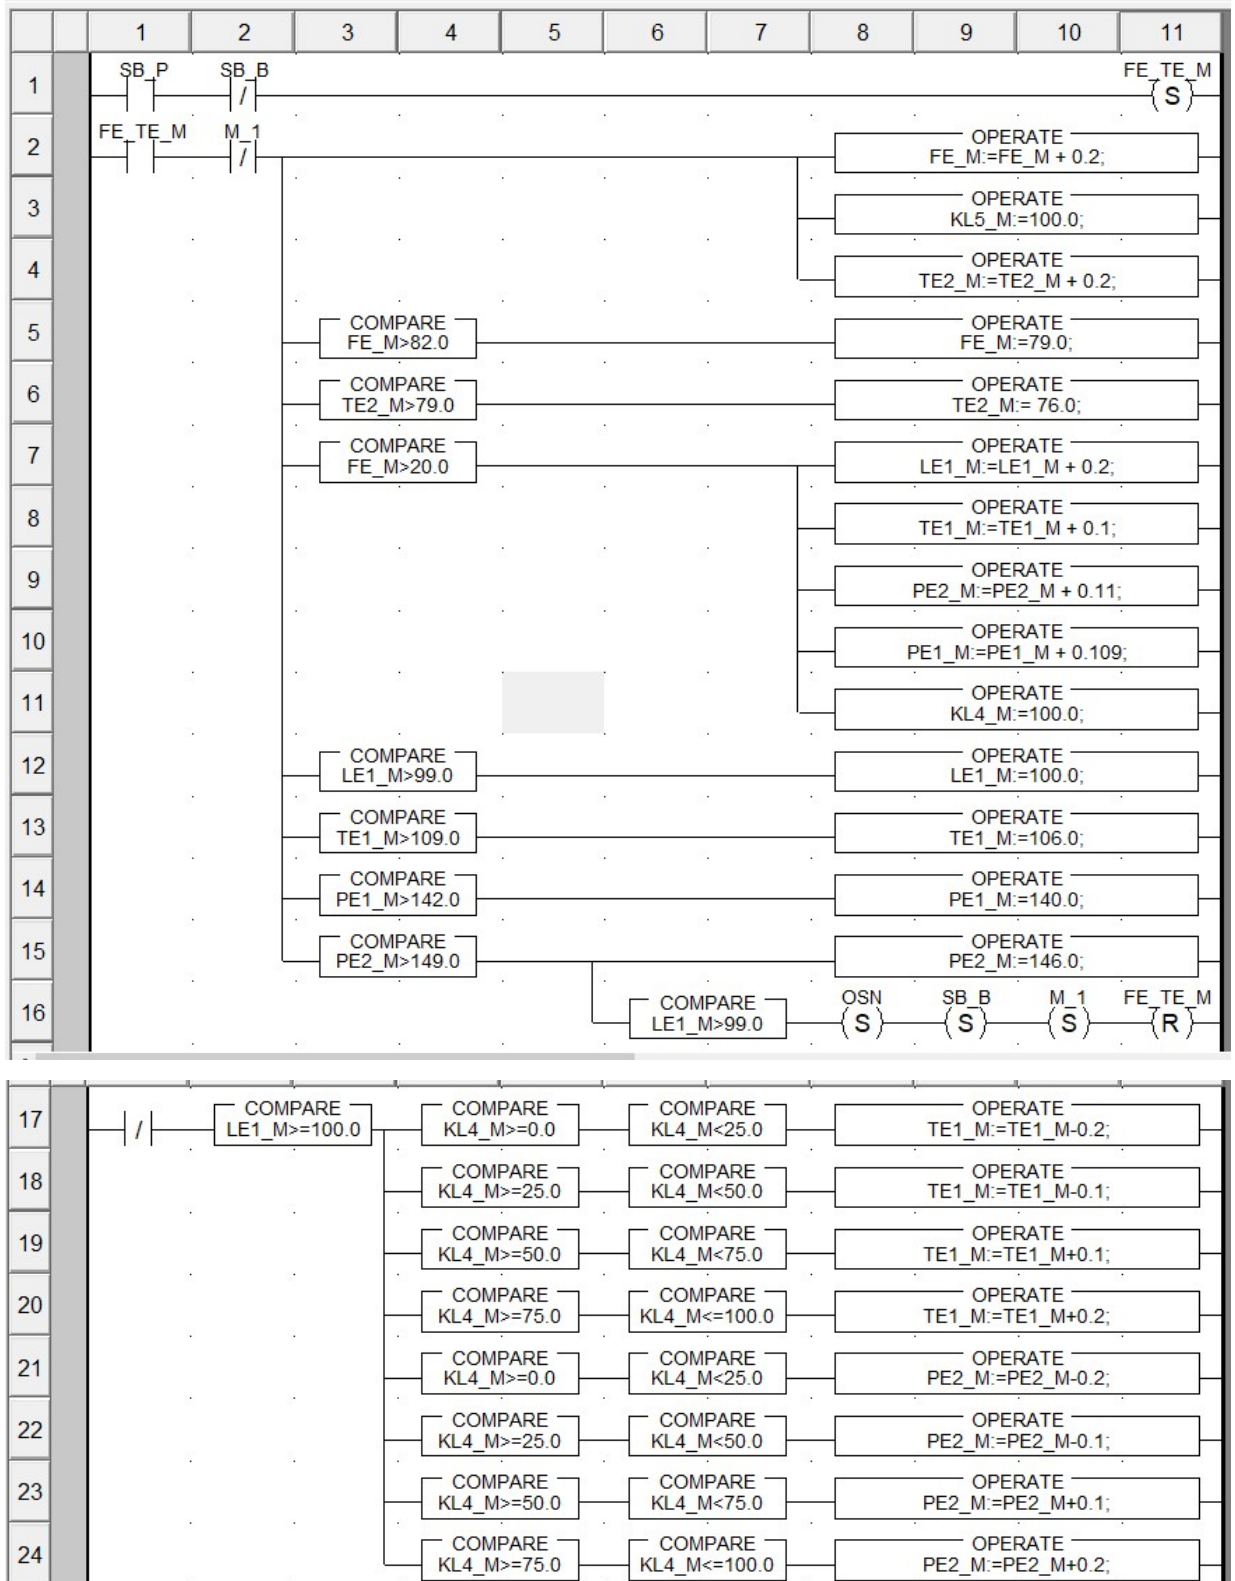 1 2 3 4 5 6 7 8 9 10 11
1 SB_P SB_B FE_TE_M
/ S
2 FE_TE_M M_1 OPERATE
/ FE_M:=FE_M + 0.2;
3 OPERATE
KL5_M:=100.0;
4 OPERATE
TE2_M:=TE2_M + 0.2;
5 COMPARE OPERATE
FE_M>82.0 FE_M:=79.0;
6 COMPARE OPERATE
TE2_M>79.0 TE2_M:= 76.0;
7 COMPARE OPERATE
FE_M>20.0 LE1_M:=LE1_M + 0.2;
8 OPERATE
TE1_M:=TE1_M + 0.1;
9 OPERATE
PE2_M:=PE2_M + 0.11;
10 OPERATE
PE1_M:=PE1_M + 0.109;
11 OPERATE
KL4_M:=100.0;
12 COMPARE OPERATE
LE1_M>99.0 LE1_M:=100.0;
13 COMPARE OPERATE
TE1_M>109.0 TE1_M:=106.0;
14 COMPARE OPERATE
PE1_M>142.0 PE1_M:=140.0;
15 COMPARE OPERATE
PE2_M>149.0 PE2_M:=146.0;
16 COMPARE OSN SB_B M_1 FE_TE_M
LE1_M>99.0 S S S R
17 COMPARE COMPARE COMPARE OPERATE
/ LE1_M>=100.0 KL4_M>=0.0 KL4_M<25.0 TE1_M:=TE1_M-0.2;
18 COMPARE COMPARE OPERATE
KL4_M>=25.0 KL4_M<50.0 TE1_M:=TE1_M-0.1;
19 COMPARE COMPARE OPERATE
KL4_M>=50.0 KL4_M<75.0 TE1_M:=TE1_M+0.1;
20 COMPARE COMPARE OPERATE
KL4_M>=75.0 KL4_M<=100.0 TE1_M:=TE1_M+0.2;
21 COMPARE COMPARE OPERATE
KL4_M>=0.0 KL4_M<25.0 PE2_M:=PE2_M-0.2;
22 COMPARE COMPARE OPERATE
KL4_M>=25.0 KL4_M<50.0 PE2_M:=PE2_M-0.1;
23 COMPARE COMPARE OPERATE
KL4_M>=50.0 KL4_M<75.0 PE2_M:=PE2_M+0.1;
24 COMPARE COMPARE OPERATE
KL4_M>=75.0 KL4_M<=100.0 PE2_M:=PE2_M+0.2;